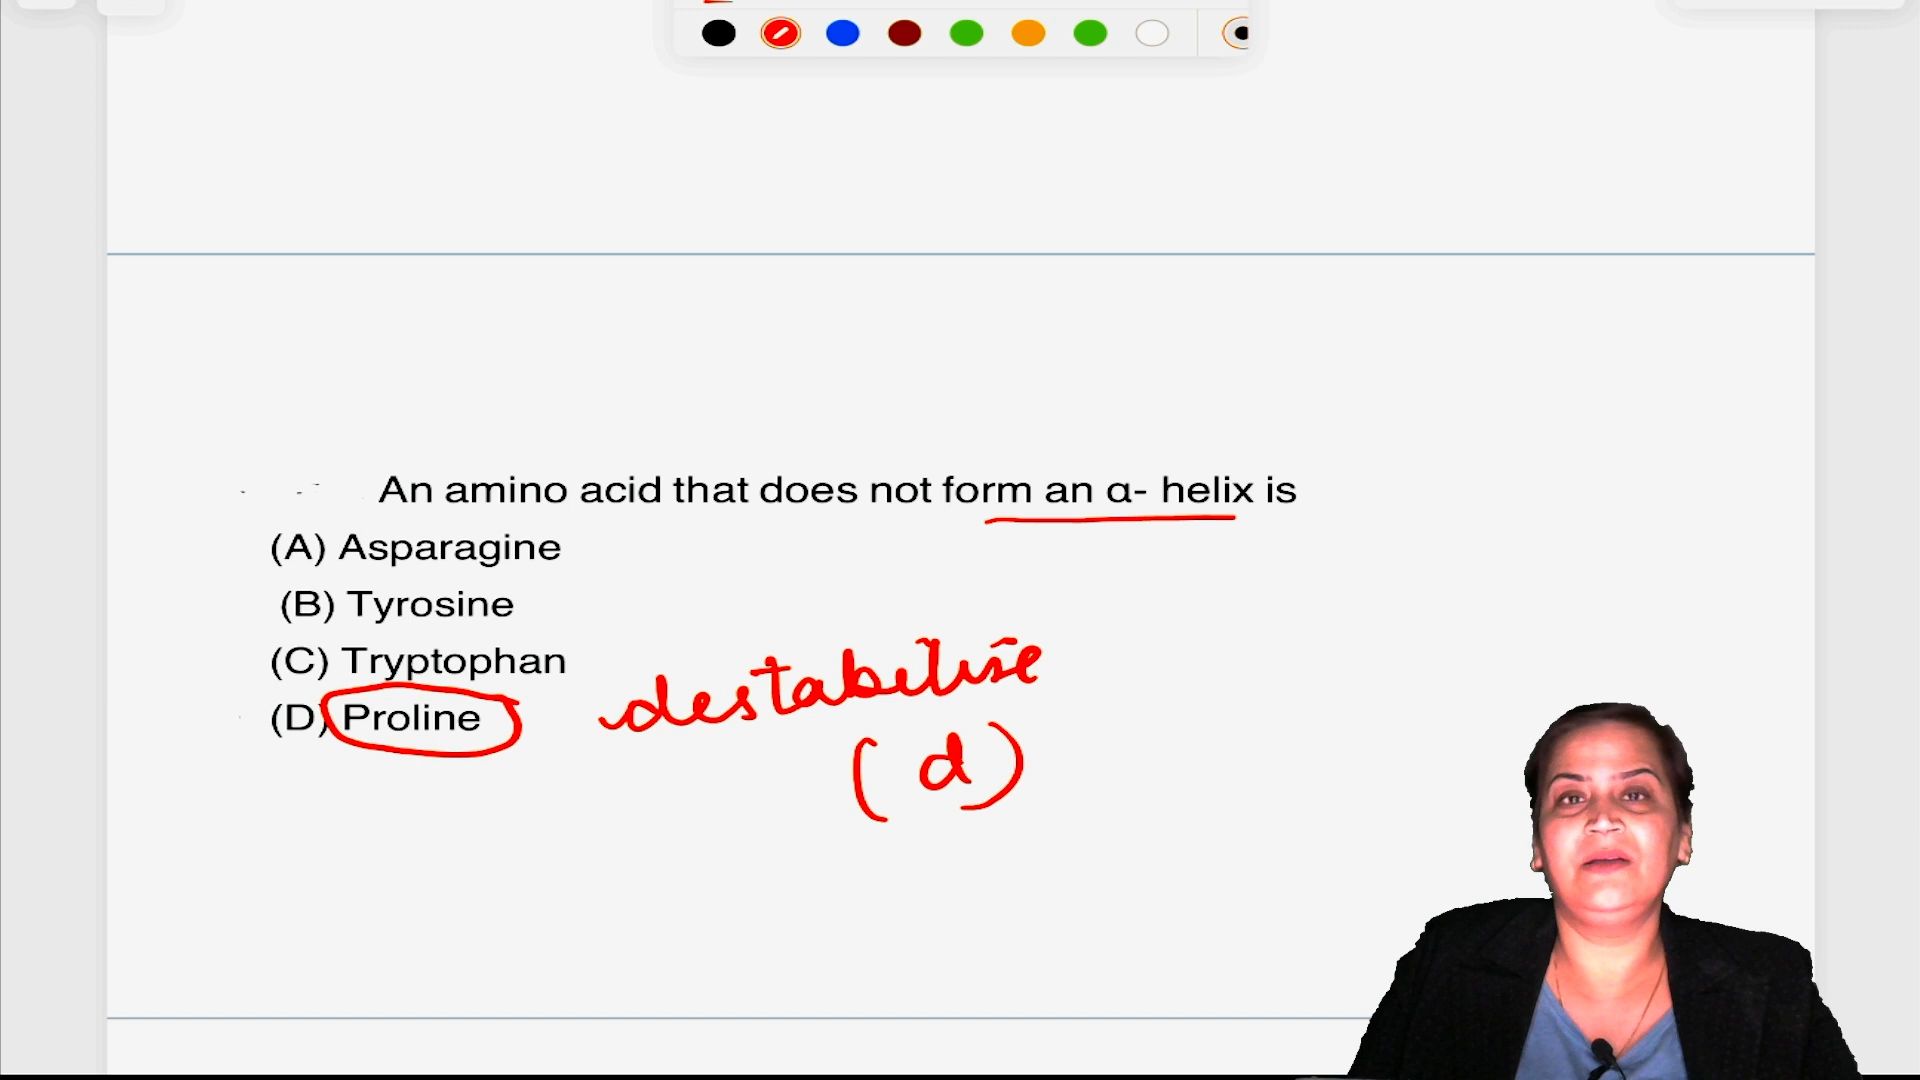 An amino acid that does not form an α- helix is
(A) Asparagine
(B) Tyrosine
(C) Tryptophan
(D) Proline
destabilise
(d)